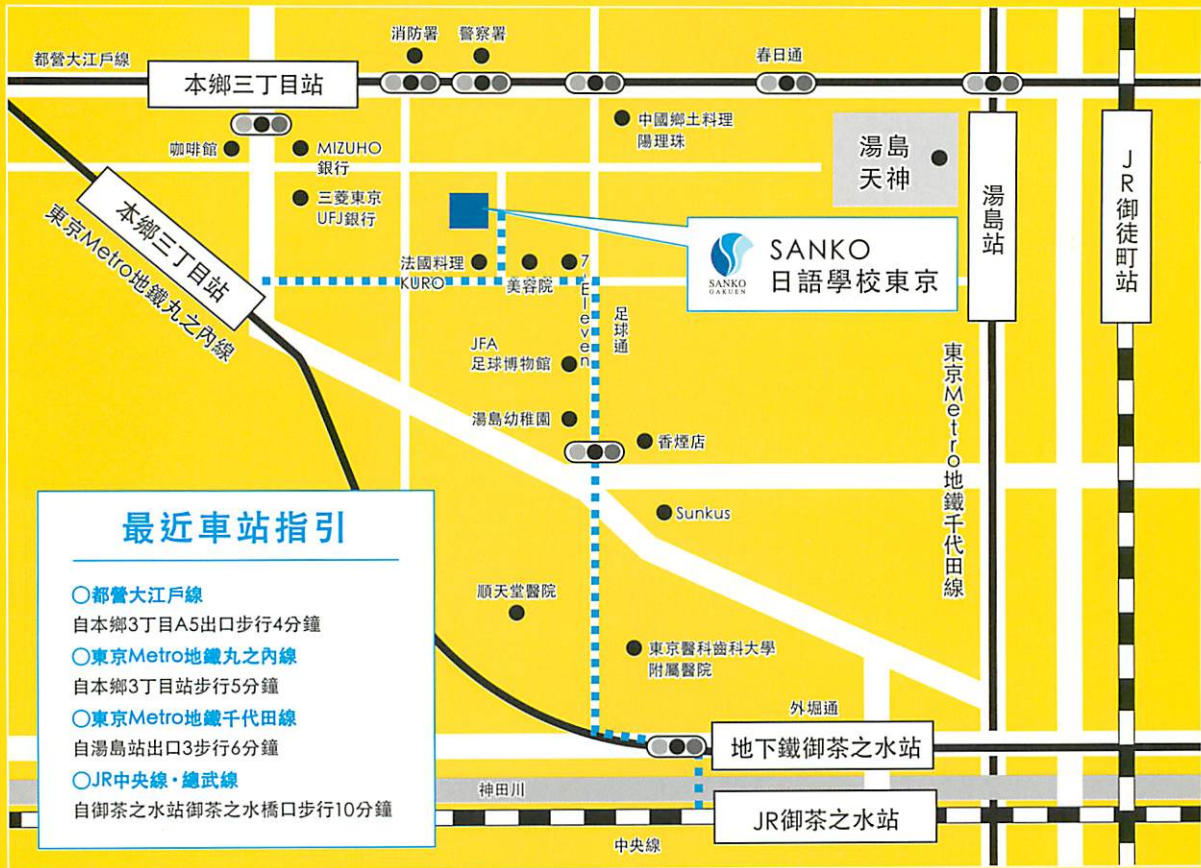 消防署
警察署
都營大江戶線
春日通
本鄉三丁目站
中國鄉土料理
陽理珠
咖啡館
MIZUHO
銀行
湯島
天神
JR御徒町站
三菱東京
UFJ銀行
本鄉三丁目站
東京Metro地鐵丸之內線
湯島站
SANKO
GAKUEN
SANKO
日語學校東京
法國料理
KURO
美容院
7-Eleven
足球通
JFA
足球博物館
東京Metro地鐵千代田線
湯島幼稚園
香煙店
Sunkus
最近車站指引
○都營大江戶線
自本鄉3丁目A5出口步行4分鐘
○東京Metro地鐵丸之內線
自本鄉3丁目站步行5分鐘
○東京Metro地鐵千代田線
自湯島站出口3步行6分鐘
○JR中央線・總武線
自御茶之水站御茶之水橋口步行10分鐘
順天堂醫院
東京醫科齒科大學
附屬醫院
外堀通
地下鐵御茶之水站
神田川
JR御茶之水站
中央線